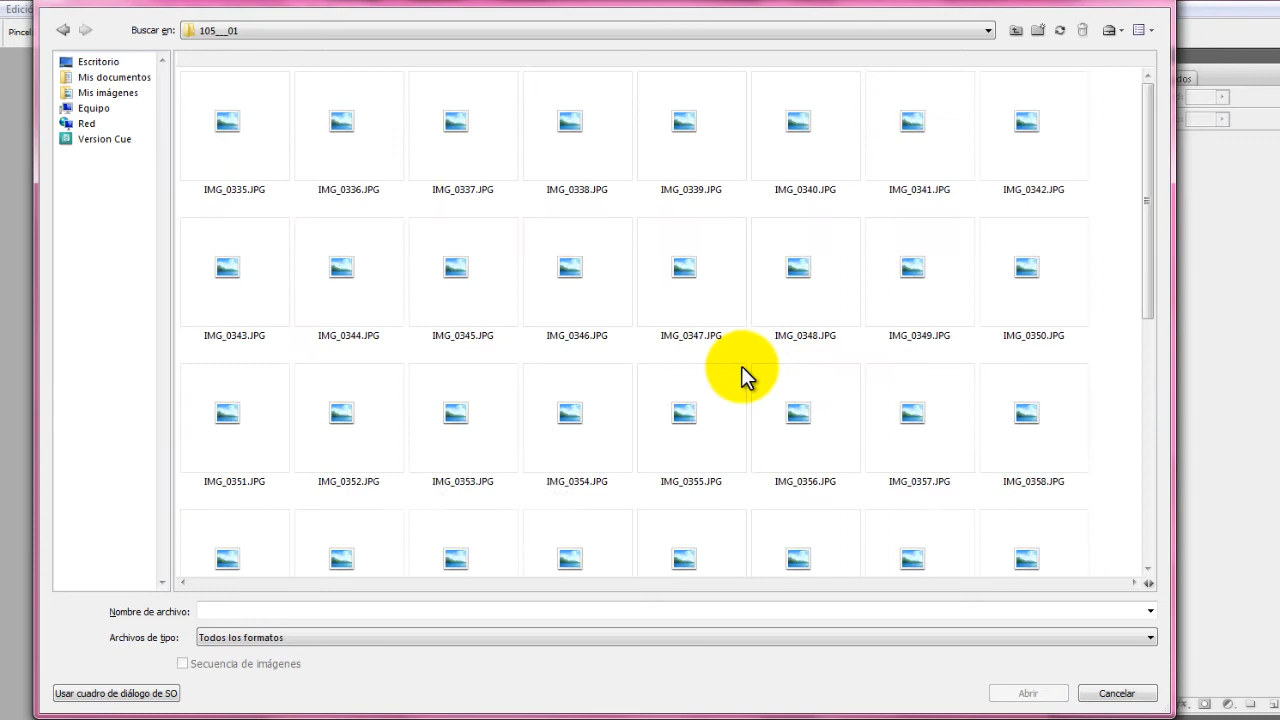 Edició
Pincel
Buscar en: 105___01
Escritorio
Mis documentos
Mis imágenes
Equipo
Red
Version Cue
dos
IMG_0335.JPG IMG_0336.JPG IMG_0337.JPG IMG_0338.JPG IMG_0339.JPG IMG_0340.JPG IMG_0341.JPG IMG_0342.JPG
IMG_0343.JPG IMG_0344.JPG IMG_0345.JPG IMG_0346.JPG IMG_0347.JPG IMG_0348.JPG IMG_0349.JPG IMG_0350.JPG
IMG_0351.JPG IMG_0352.JPG IMG_0353.JPG IMG_0354.JPG IMG_0355.JPG IMG_0356.JPG IMG_0357.JPG IMG_0358.JPG
Nombre de archivo:
Archivos de tipo: Todos los formatos
Secuencia de imágenes
Usar cuadro de diálogo de SO Abrir Cancelar